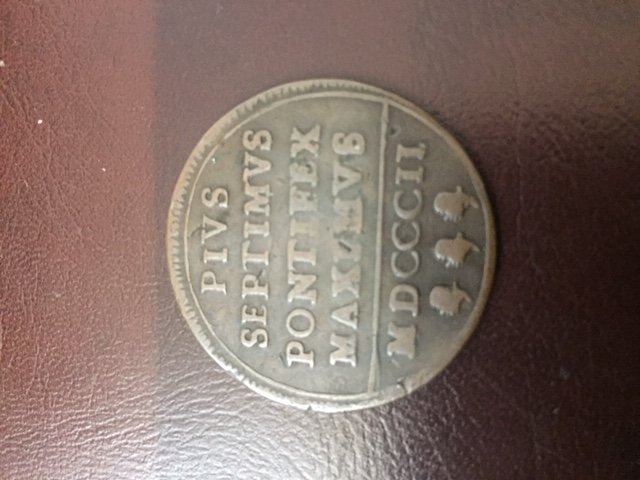 PIVS
SEPTIMVS
PONTIFEX
MAXIMVS
MDCCCII